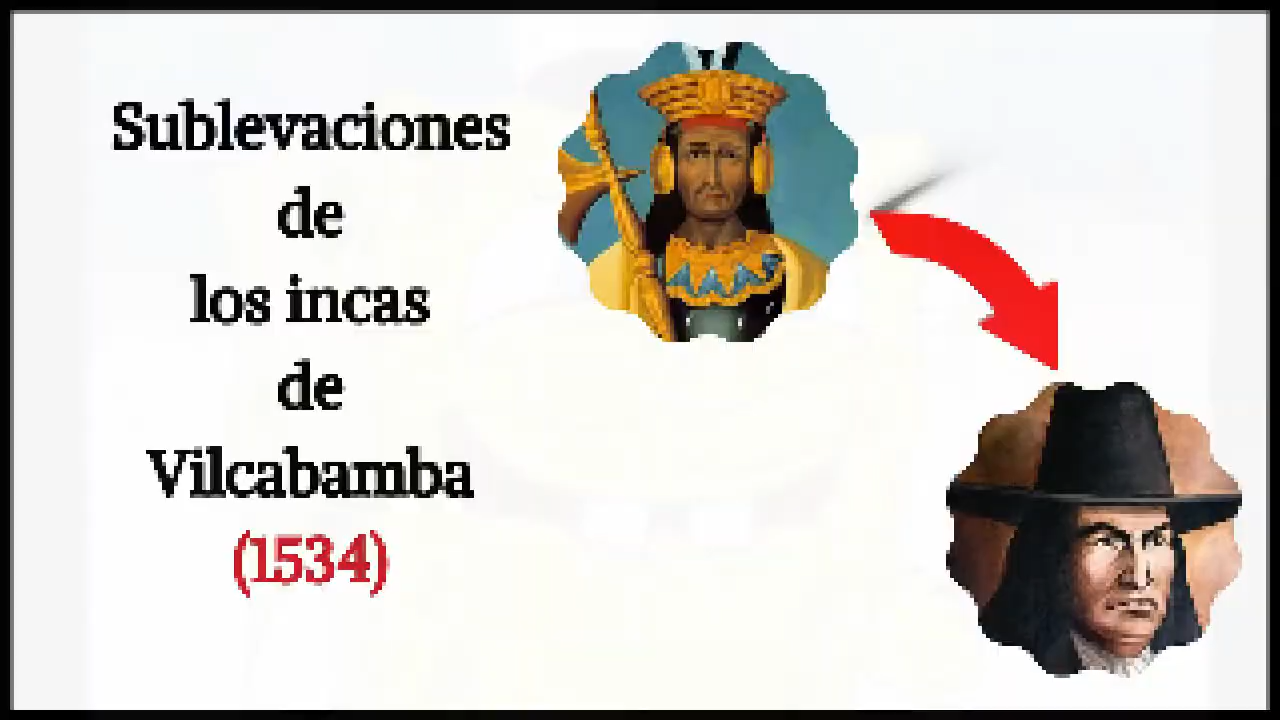 Sublevaciones
de
los incas
de
Vilcabamba
(1534)